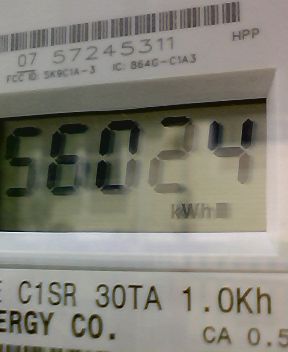 07 57245311
HPP
FCC ID: SK9C1A-3 IC: 864G-C1A3
56024
kWh
E C1SR 30TA 1.0Kh
ERGY CO.
CA 0.5